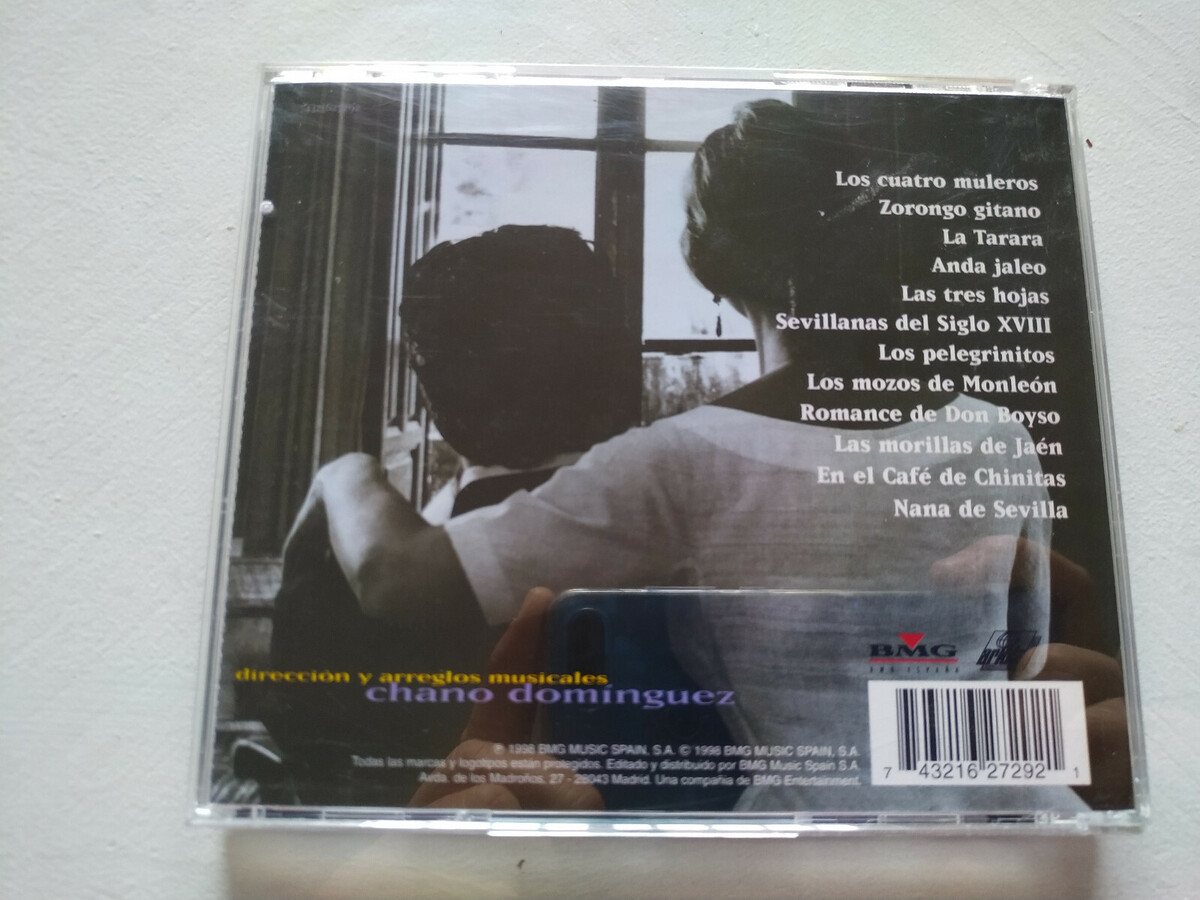 Los cuatro muleros
Zorongo gitano
La Tarara
Anda jaleo
Las tres hojas
Sevillanas del Siglo XVIII
Los pelegrinitos
Los mozos de Monleón
Romance de Don Boyso
Las morillas de Jaén
En el Café de Chinitas
Nana de Sevilla
BMG
BMG ESPAÑA
dirección y arreglos musicales
chano domínguez
℗ 1998 BMG MUSIC SPAIN, S.A. © 1998 BMG MUSIC SPAIN, S.A.
Todas las marcas y logotipos están protegidos. Editado y distribuido por BMG Music Spain S.A.
Avda. de los Madroños, 27 - 28043 Madrid. Una compañia de BMG Entertainment.
7 43216 27292 1